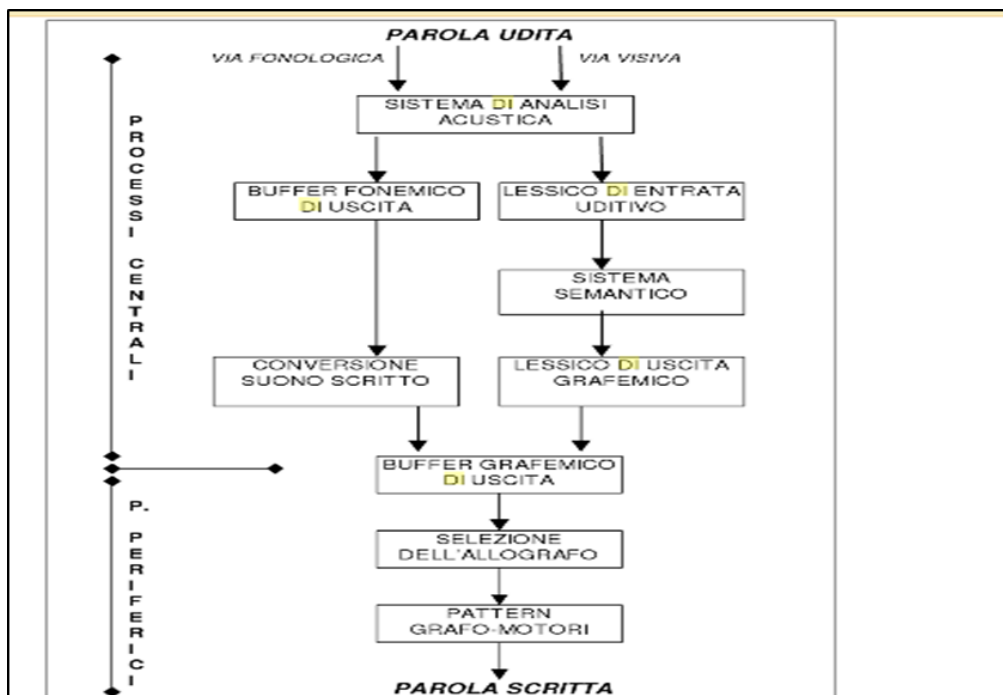 PAROLA UDITA
VIA FONOLOGICA
VIA VISIVA
SISTEMA DI ANALISI
ACUSTICA
BUFFER FONEMICO
DI USCITA
LESSICO DI ENTRATA
UDITIVO
SISTEMA
SEMANTICO
CONVERSIONE
SUONO SCRITTO
LESSICO DI USCITA
GRAFEMICO
BUFFER GRAFEMICO
DI USCITA
SELEZIONE
DELL'ALLOGRAFO
PATTERN
GRAFO-MOTORI
PAROLA SCRITTA
PROCESSI CENTRALI
P. PERIFERICI